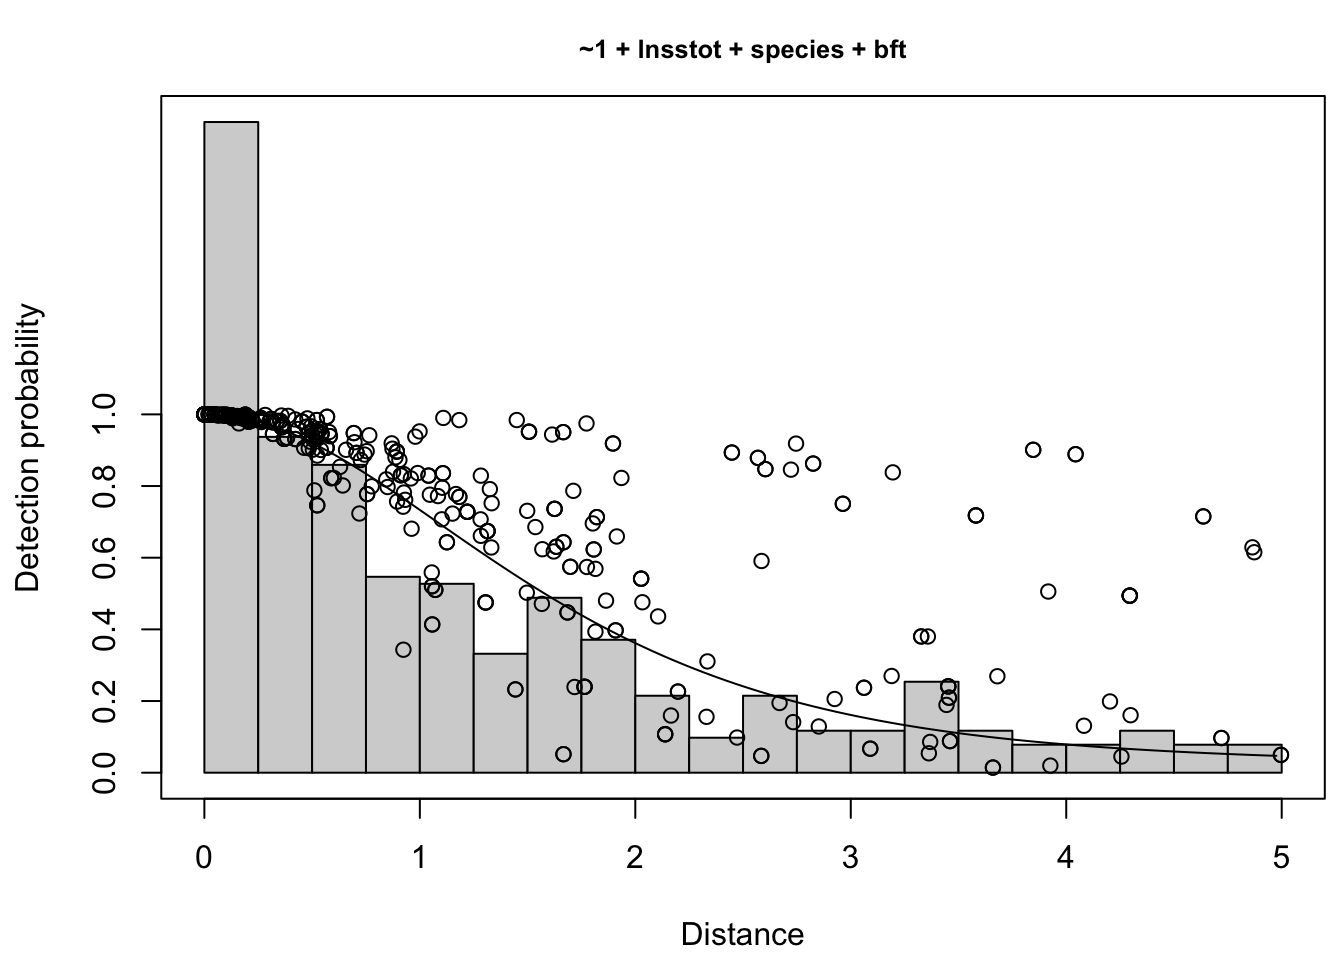 ~1 + lnsstot + species + bft
Detection probability
1.0
0.8
0.6
0.4
0.2
0.0
0 1 2 3 4 5
Distance